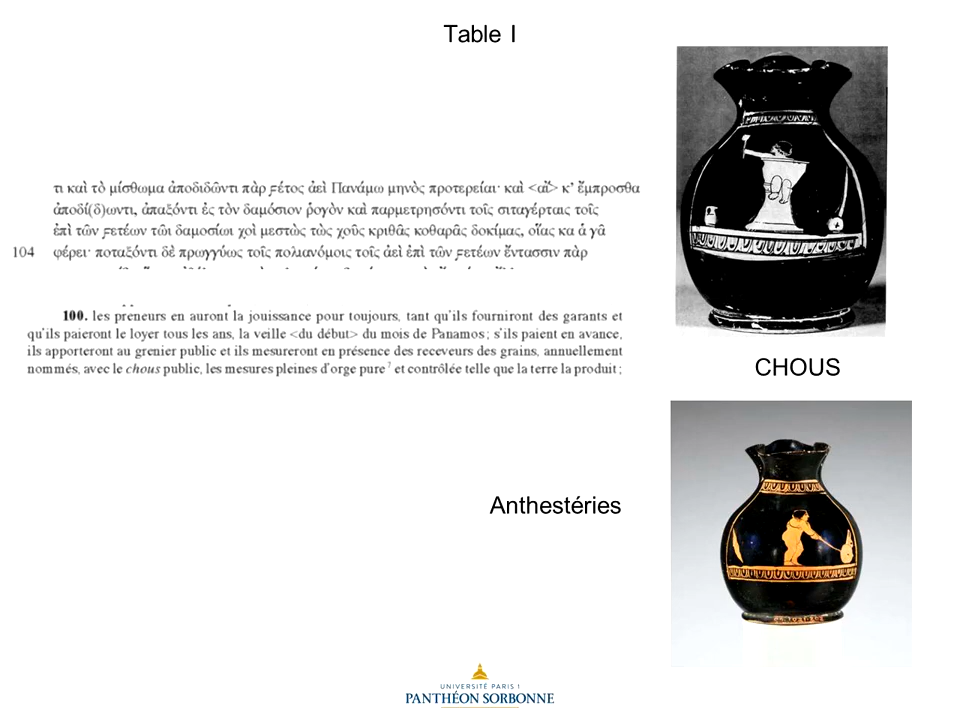 Table I
τι καὶ τὸ μίσθωμα ἀποδιδῶντι πὰρ ϝέτος ἀεὶ Πανάμω μηνὸς προτερείαι· καὶ <αἴ> κ' ἔμπροσθα
ἀποδί(δ)ωντι, ἀπαξόντι ἐς τὸν δαμόσιον ῥογὸν καὶ παρμετρησόντι τοῖς σιταγέρταις τοῖς
ἐπὶ τῶν ϝετέων τῶι δαμοσίωι χοῒ μεστὼς τὼς χοῦς κριθᾶς κοθαρᾶς δοκίμας, οἵας κα ἁ γᾶ
104 φέρει· ποταξόντι δὲ πρωγγύως τοῖς πολιανόμοις τοῖς ἀεὶ ἐπὶ τῶν ϝετέων ἔντασσιν πὰρ
100. les preneurs en auront la jouissance pour toujours, tant qu'ils fourniront des garants et
qu'ils paieront le loyer tous les ans, la veille <du début> du mois de Panamos; s'ils paient en avance,
ils apporteront au grenier public et ils mesureront en présence des receveurs des grains, annuellement
nommés, avec le chous public, les mesures pleines d'orge pure 7 et contrôlée telle que la terre la produit;
CHOUS
Anthestéries
UNIVERSITÉ PARIS 1
PANTHÉON SORBONNE